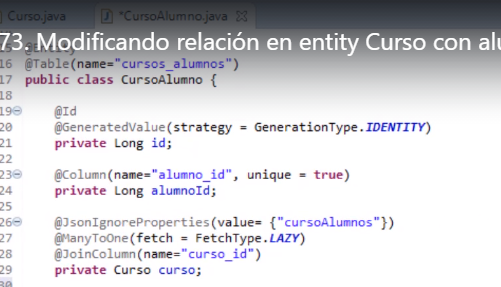 Curso.java *CursoAlumno.java
73. Modificando relación en entity Curso con alu
16 @Table(name="cursos_alumnos")
17 public class CursoAlumno {
18
19 @Id
20 @GeneratedValue(strategy = GenerationType.IDENTITY)
21 private Long id;
22
23 @Column(name="alumno_id", unique = true)
24 private Long alumnoId;
25
26 @JsonIgnoreProperties(value= {"cursoAlumnos"})
27 @ManyToOne(fetch = FetchType.LAZY)
28 @JoinColumn(name="curso_id")
29 private Curso curso;
30